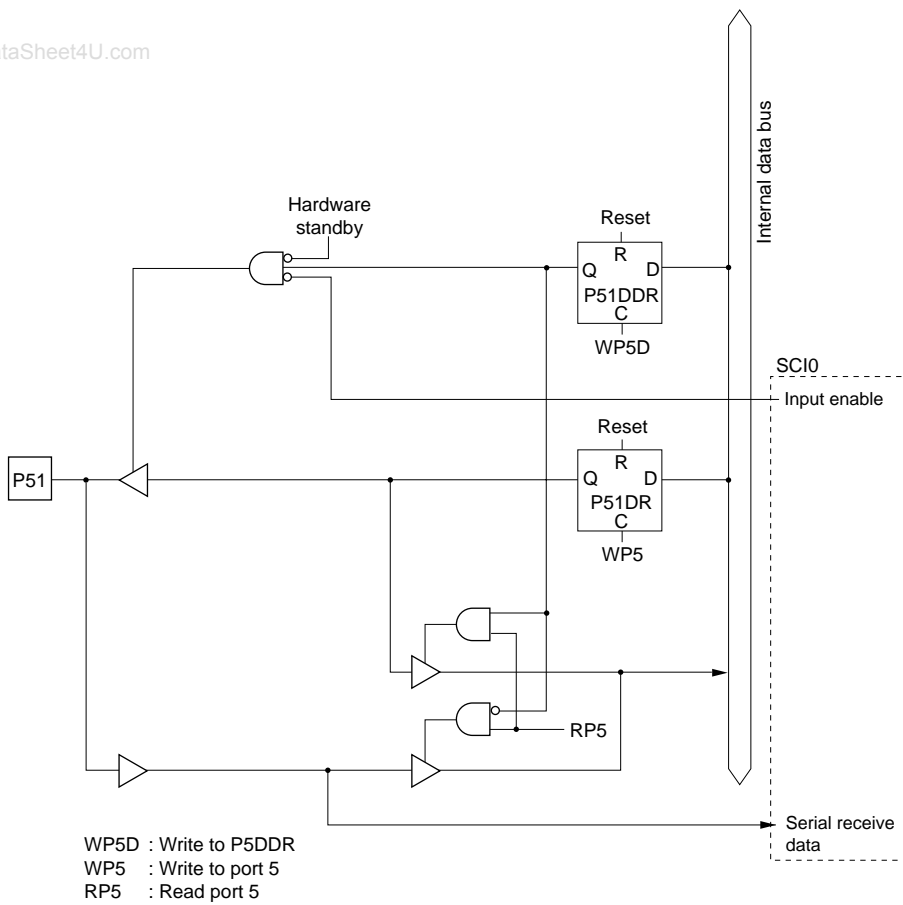 taSheet4U.com
Internal data bus
Hardware
standby
Reset
R
Q
D
P51DDR
C
WP5D
SCI0
Input enable
Reset
R
P51
Q
D
P51DR
C
WP5
RP5
Serial receive
data
WP5D : Write to P5DDR
WP5 : Write to port 5
RP5 : Read port 5